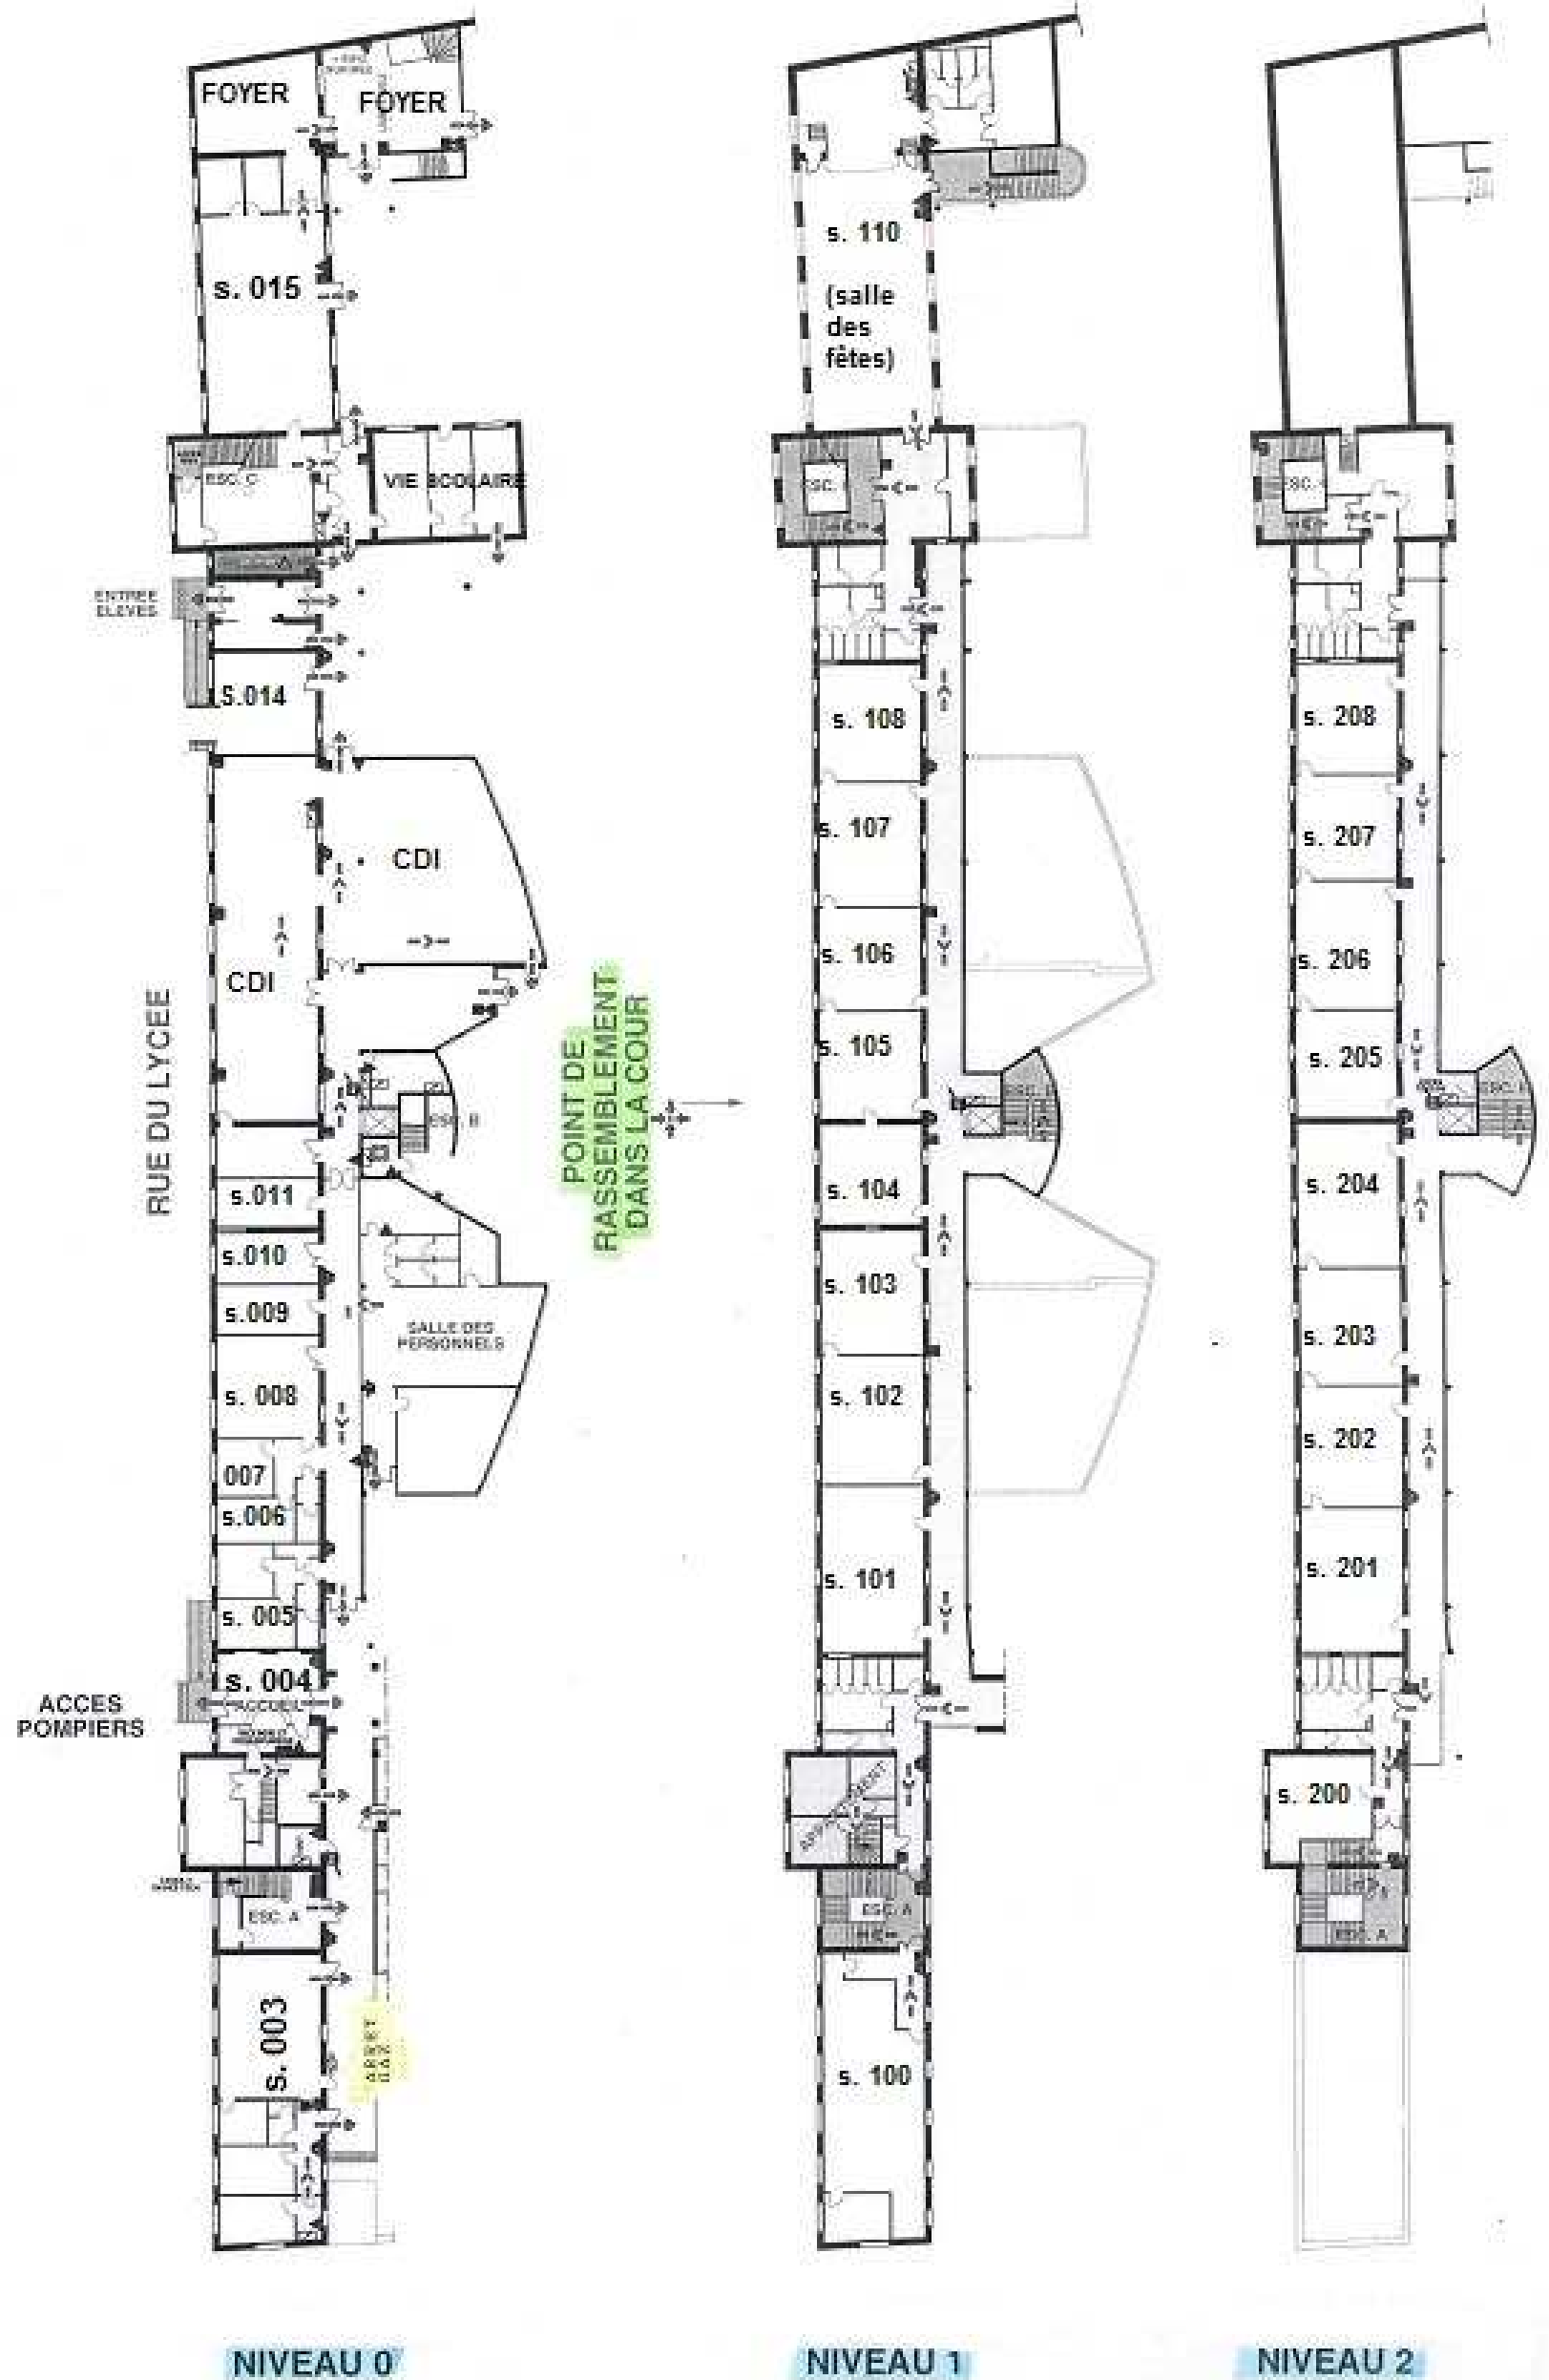 FOYER
FOYER
s. 015
ESC. C
VIE SCOLAIRE
ENTREE
ELEVES
S.014
CDI
CDI
RUE DU LYCEE
POINT DE
RASSEMBLEMENT
DANS LA COUR
ESC. B
s.011
s.010
s.009
SALLE DES
PERSONNELS
s. 008
007
s.006
s. 005
s. 004
ACCUEIL
ACCES
POMPIERS
ESC. A
s. 003
ARRET
GAZ
NIVEAU 0
s. 110
(salle
des
fêtes)
ESC.
s. 108
s. 107
s. 106
s. 105
s. 104
s. 103
s. 102
s. 101
APPARTEMENT
ESC. A
s. 100
NIVEAU 1
ESC.
s. 208
s. 207
s. 206
s. 205
s. 204
s. 203
s. 202
s. 201
s. 200
ESC. A
NIVEAU 2